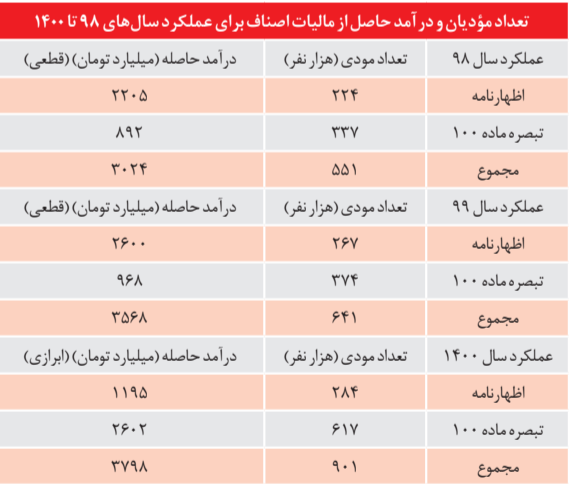 تعداد مؤدیان و درآمد حاصل از مالیات اصناف برای عملکرد سال‌های ۹۸ تا ۱۴۰۰
عملکرد سال ۹۸ تعداد مودی (هزار نفر) درآمد حاصله (میلیارد تومان) (قطعی)
اظهارنامه ۲۲۴ ۲۲۰۵
تبصره ماده ۱۰۰ ۳۳۷ ۸۹۲
مجموع ۵۵۱ ۳۰۲۴
عملکرد سال ۹۹ تعداد مودی (هزار نفر) درآمد حاصله (میلیارد تومان) (قطعی)
اظهارنامه ۲۶۷ ۲۶۰۰
تبصره ماده ۱۰۰ ۳۷۴ ۹۶۸
مجموع ۶۴۱ ۳۵۶۸
عملکرد سال ۱۴۰۰ تعداد مودی (هزار نفر) درآمد حاصله (میلیارد تومان) (ابرازی)
اظهارنامه ۲۸۴ ۱۱۹۵
تبصره ماده ۱۰۰ ۶۱۷ ۲۶۰۲
مجموع ۹۰۱ ۳۷۹۸